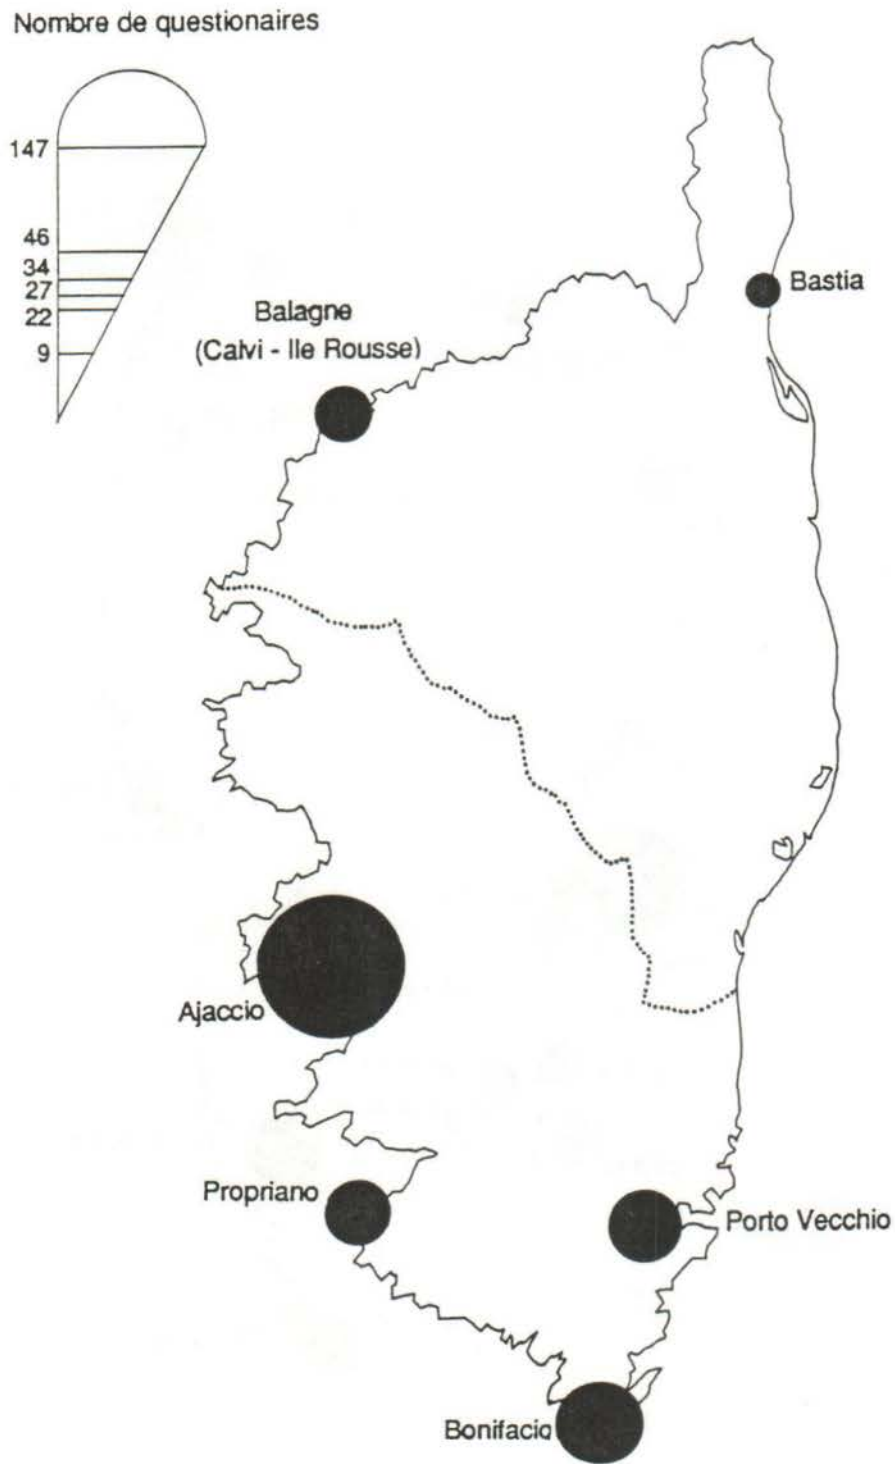 Nombre de questionaires
147
46
34
27
22
9
Bastia
Balagne
(Calvi - Ile Rousse)
Ajaccio
Propriano
Porto Vecchio
Bonifacio